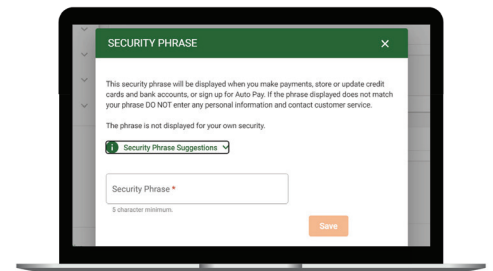 SECURITY PHRASE
This security phrase will be displayed when you make payments, store or update credit
cards and bank accounts, or sign up for Auto Pay. If the phrase displayed does not match
your phrase DO NOT enter any personal information and contact customer service.
The phrase is not displayed for your own security.
Security Phrase Suggestions
Security Phrase *
5 character minimum.
Save